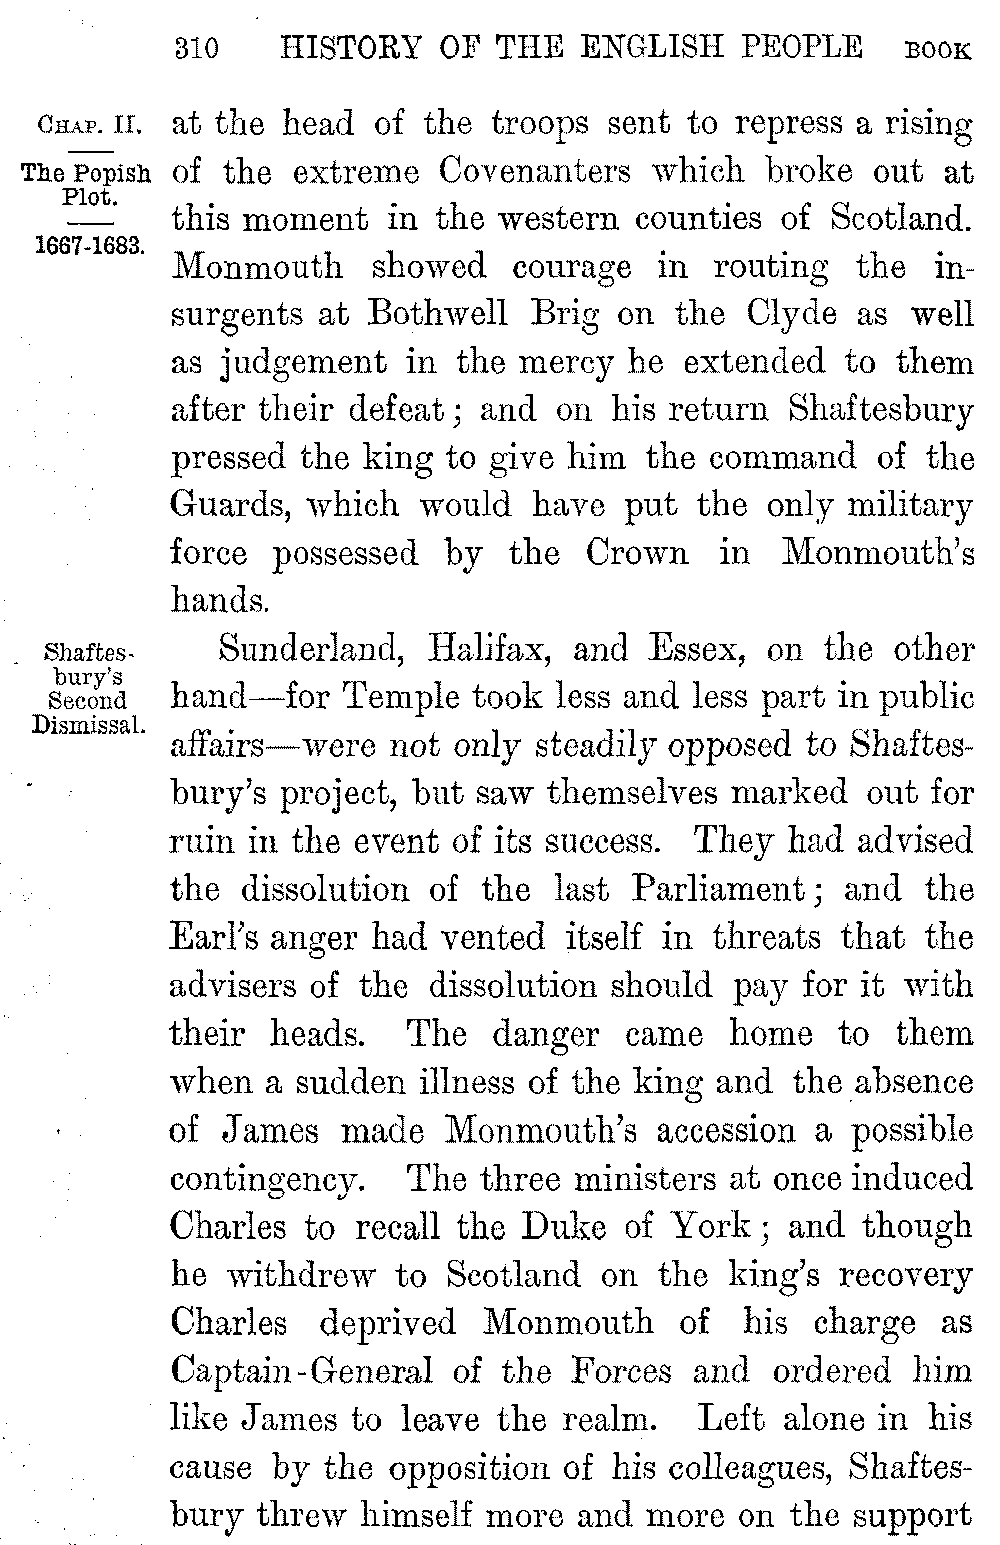 310 HISTORY OF THE ENGLISH PEOPLE BOOK
CHAP. II.
The Popish
Plot.
1667-1683.
at the head of the troops sent to repress a rising
of the extreme Covenanters which broke out at
this moment in the western counties of Scotland.
Monmouth showed courage in routing the in-
surgents at Bothwell Brig on the Clyde as well
as judgement in the mercy he extended to them
after their defeat; and on his return Shaftesbury
pressed the king to give him the command of the
Guards, which would have put the only military
force possessed by the Crown in Monmouth's
hands.
Shaftes-
bury's
Second
Dismissal.
Sunderland, Halifax, and Essex, on the other
hand—for Temple took less and less part in public
affairs—were not only steadily opposed to Shaftes-
bury's project, but saw themselves marked out for
ruin in the event of its success. They had advised
the dissolution of the last Parliament; and the
Earl's anger had vented itself in threats that the
advisers of the dissolution should pay for it with
their heads. The danger came home to them
when a sudden illness of the king and the absence
of James made Monmouth's accession a possible
contingency. The three ministers at once induced
Charles to recall the Duke of York; and though
he withdrew to Scotland on the king's recovery
Charles deprived Monmouth of his charge as
Captain-General of the Forces and ordered him
like James to leave the realm. Left alone in his
cause by the opposition of his colleagues, Shaftes-
bury threw himself more and more on the support